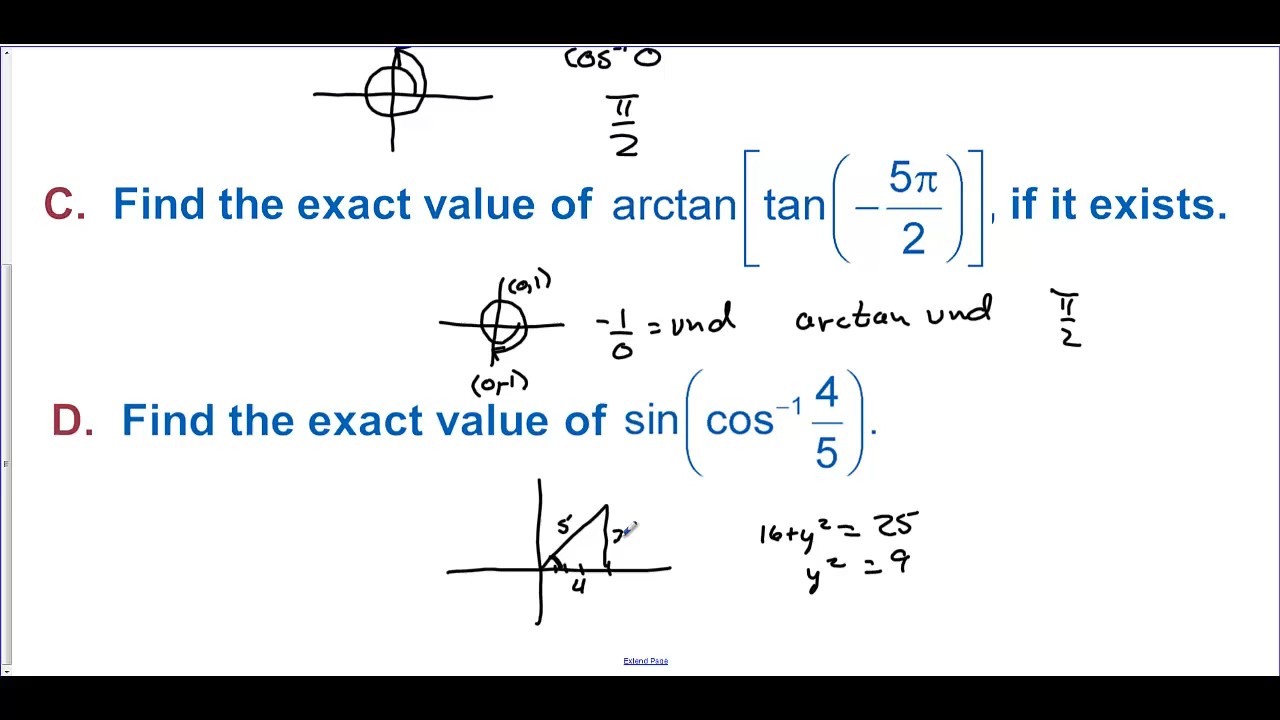 cos⁻¹ 0
π/2
C. Find the exact value of arctan[tan(−5π/2)], if it exists.
(0,1)
-1/0 = und arctan und π/2
(0,-1)
D. Find the exact value of sin(cos⁻¹ 4/5).
5
4
16+y² = 25
y² = 9
Extend Page